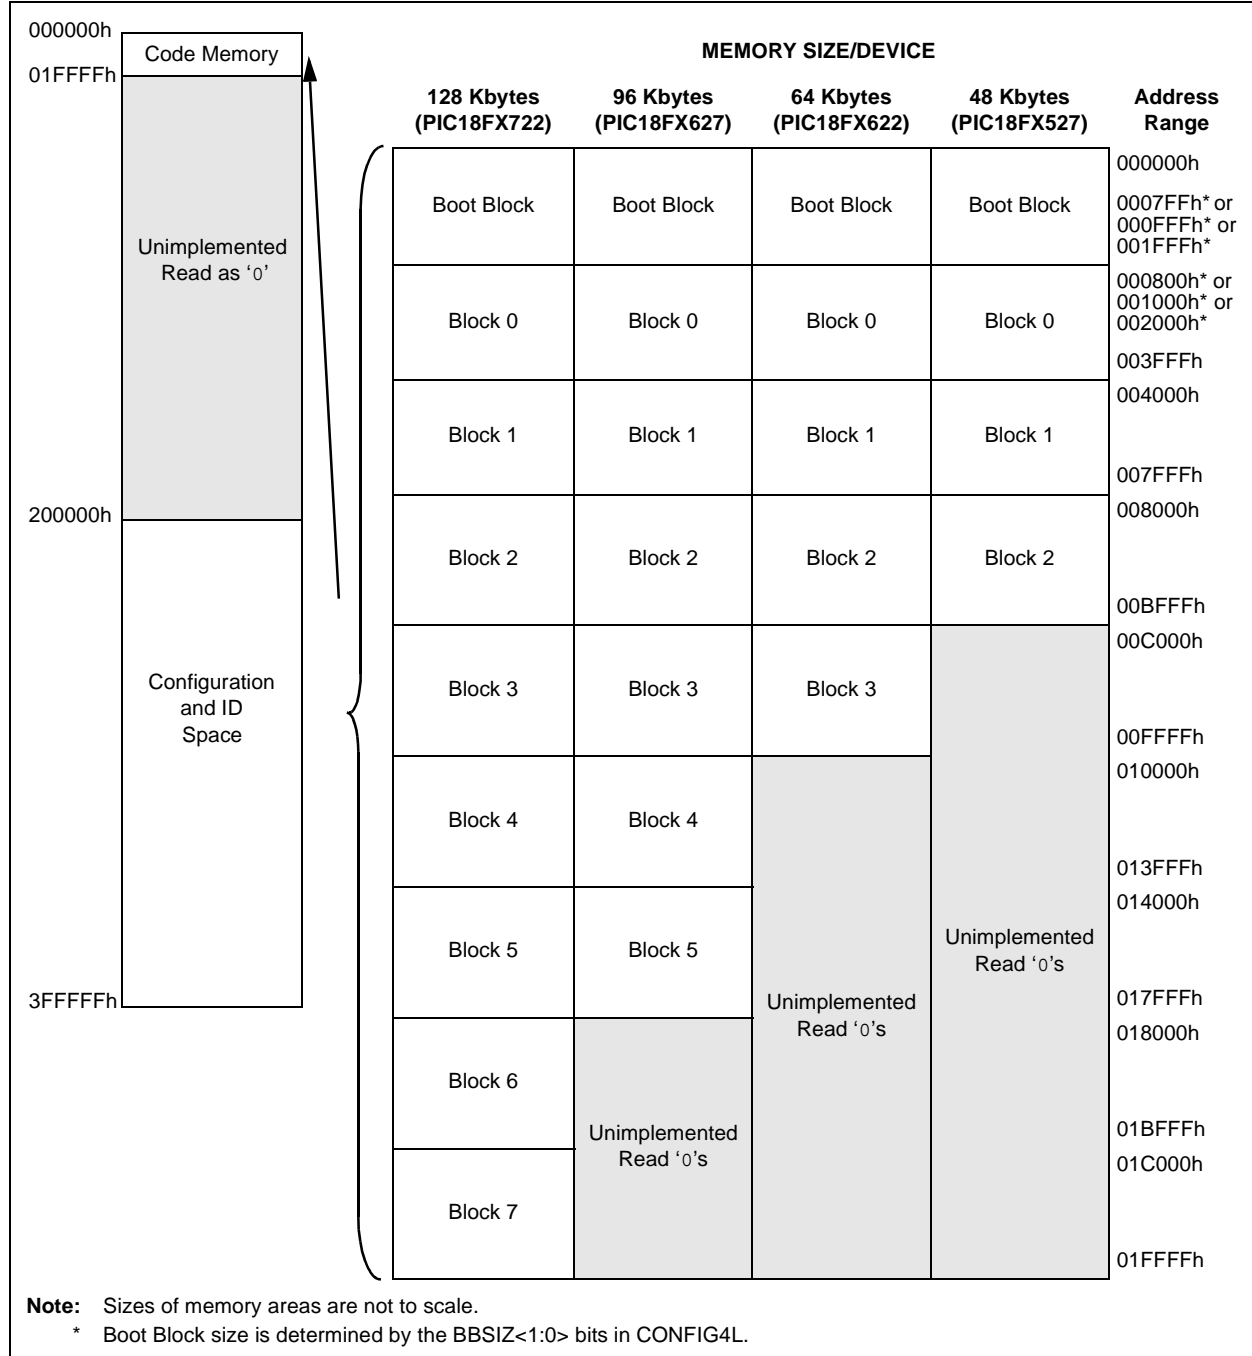 000000h
Code Memory
01FFFFh
Unimplemented
Read as ‘0’
200000h
Configuration
and ID
Space
3FFFFFh
MEMORY SIZE/DEVICE
128 Kbytes
(PIC18FX722)
96 Kbytes
(PIC18FX627)
64 Kbytes
(PIC18FX622)
48 Kbytes
(PIC18FX527)
Address
Range
Boot Block
Boot Block
Boot Block
Boot Block
000000h
0007FFh* or
000FFFh* or
001FFFh*
Block 0
Block 0
Block 0
Block 0
000800h* or
001000h* or
002000h*
003FFFh
Block 1
Block 1
Block 1
Block 1
004000h
007FFFh
Block 2
Block 2
Block 2
Block 2
008000h
00BFFFh
Block 3
Block 3
Block 3
00C000h
00FFFFh
Block 4
Block 4
010000h
013FFFh
Block 5
Block 5
Unimplemented
Read ‘0’s
014000h
017FFFh
Unimplemented
Read ‘0’s
Block 6
018000h
01BFFFh
Unimplemented
Read ‘0’s
Block 7
01C000h
01FFFFh
Note: Sizes of memory areas are not to scale.
* Boot Block size is determined by the BBSIZ<1:0> bits in CONFIG4L.